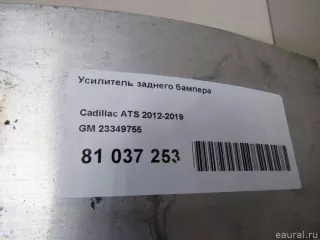 Усилитель заднего бампера
Cadillac ATS 2012-2019
GM 23349755
81 037 253
eaural.ru